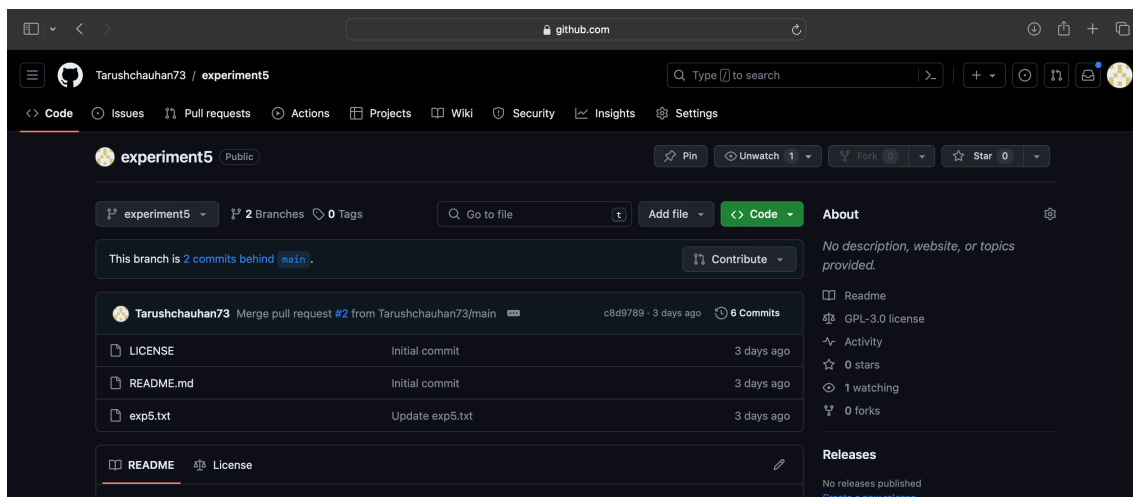 github.com
Tarushchauhan73 / experiment5
Type / to search
Code Issues Pull requests Actions Projects Wiki Security Insights Settings
experiment5 Public
Pin Unwatch 1 Fork 0 Star 0
experiment5 2 Branches 0 Tags Go to file t Add file Code
This branch is 2 commits behind main.
Contribute
Tarushchauhan73 Merge pull request #2 from Tarushchauhan73/main c8d9789 · 3 days ago 6 Commits
LICENSE Initial commit 3 days ago
README.md Initial commit 3 days ago
exp5.txt Update exp5.txt 3 days ago
README License
About
No description, website, or topics
provided.
Readme
GPL-3.0 license
Activity
0 stars
1 watching
0 forks
Releases
No releases published
Create a new release